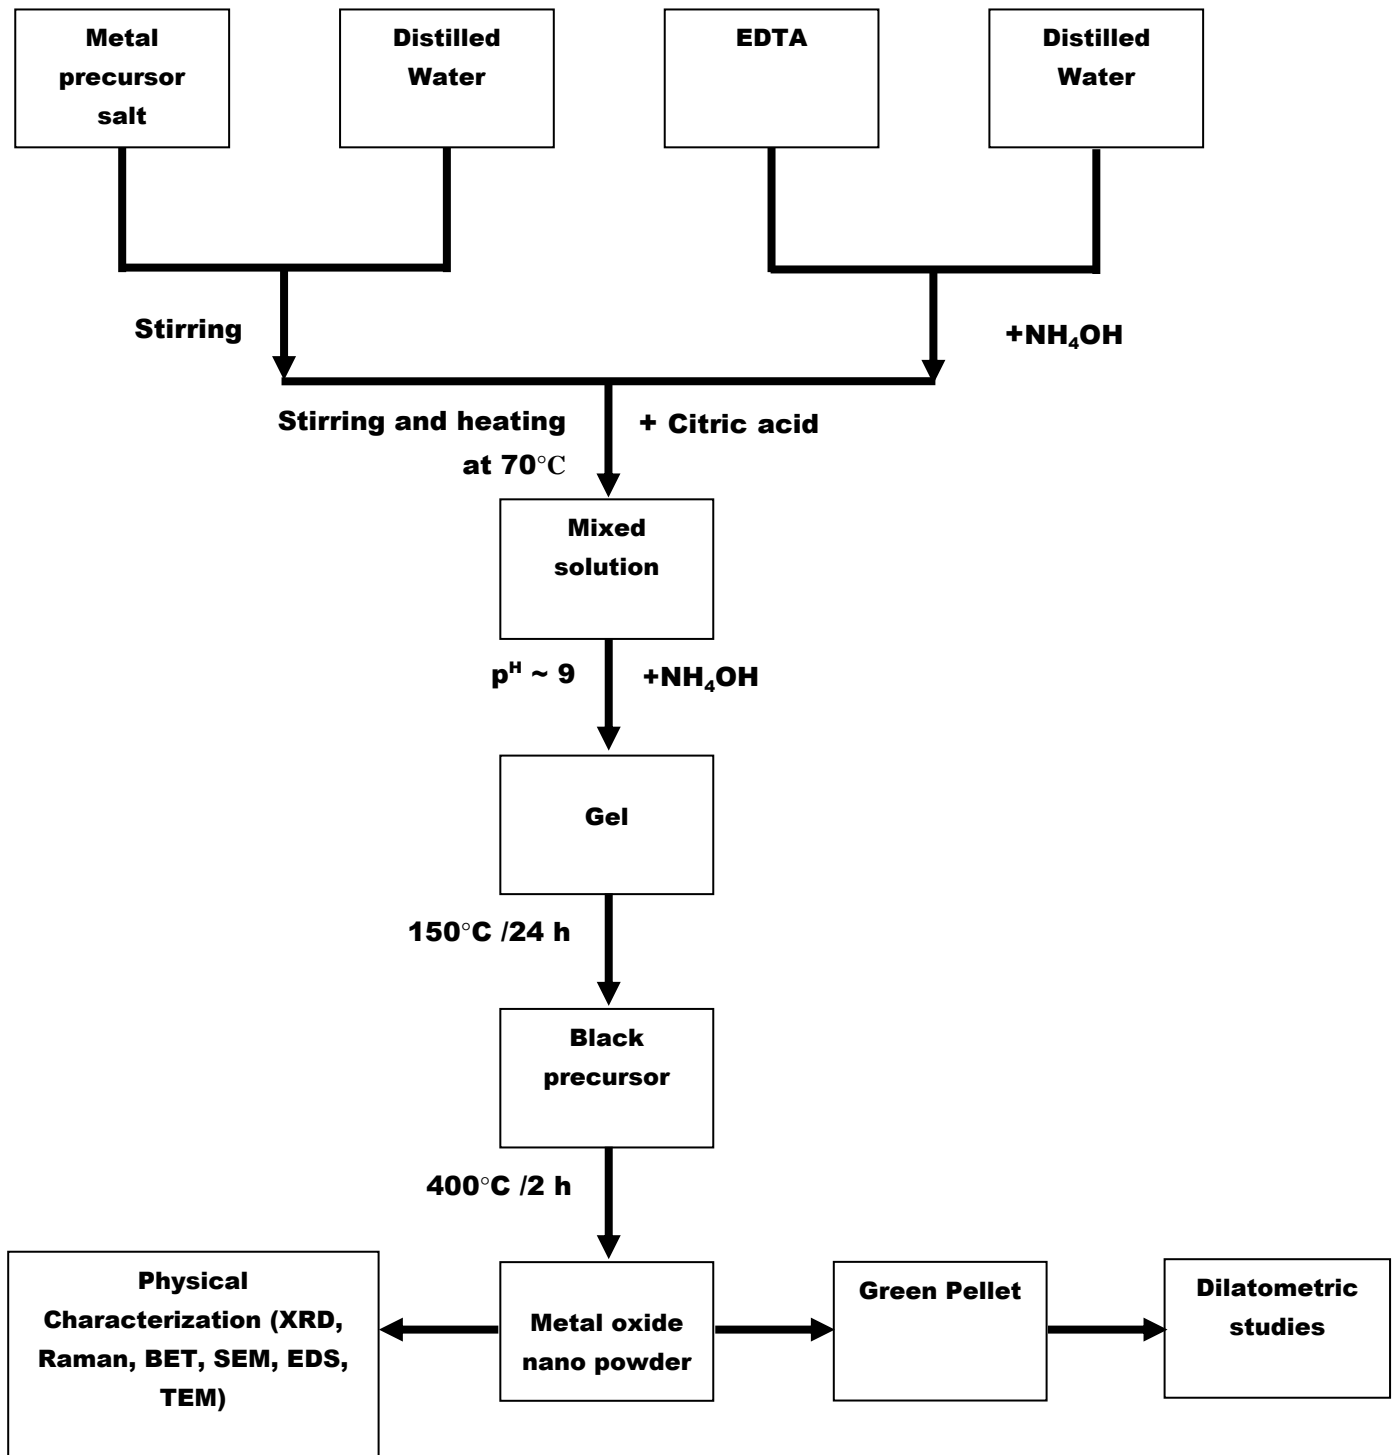 Metal
precursor
salt
Distilled
Water
EDTA
Distilled
Water
Stirring
+NH₄OH
Stirring and heating
at 70°C
+ Citric acid
Mixed
solution
pᴴ ~ 9
+NH₄OH
Gel
150°C /24 h
Black
precursor
400°C /2 h
Physical
Characterization (XRD,
Raman, BET, SEM, EDS,
TEM)
Metal oxide
nano powder
Green Pellet
Dilatometric
studies